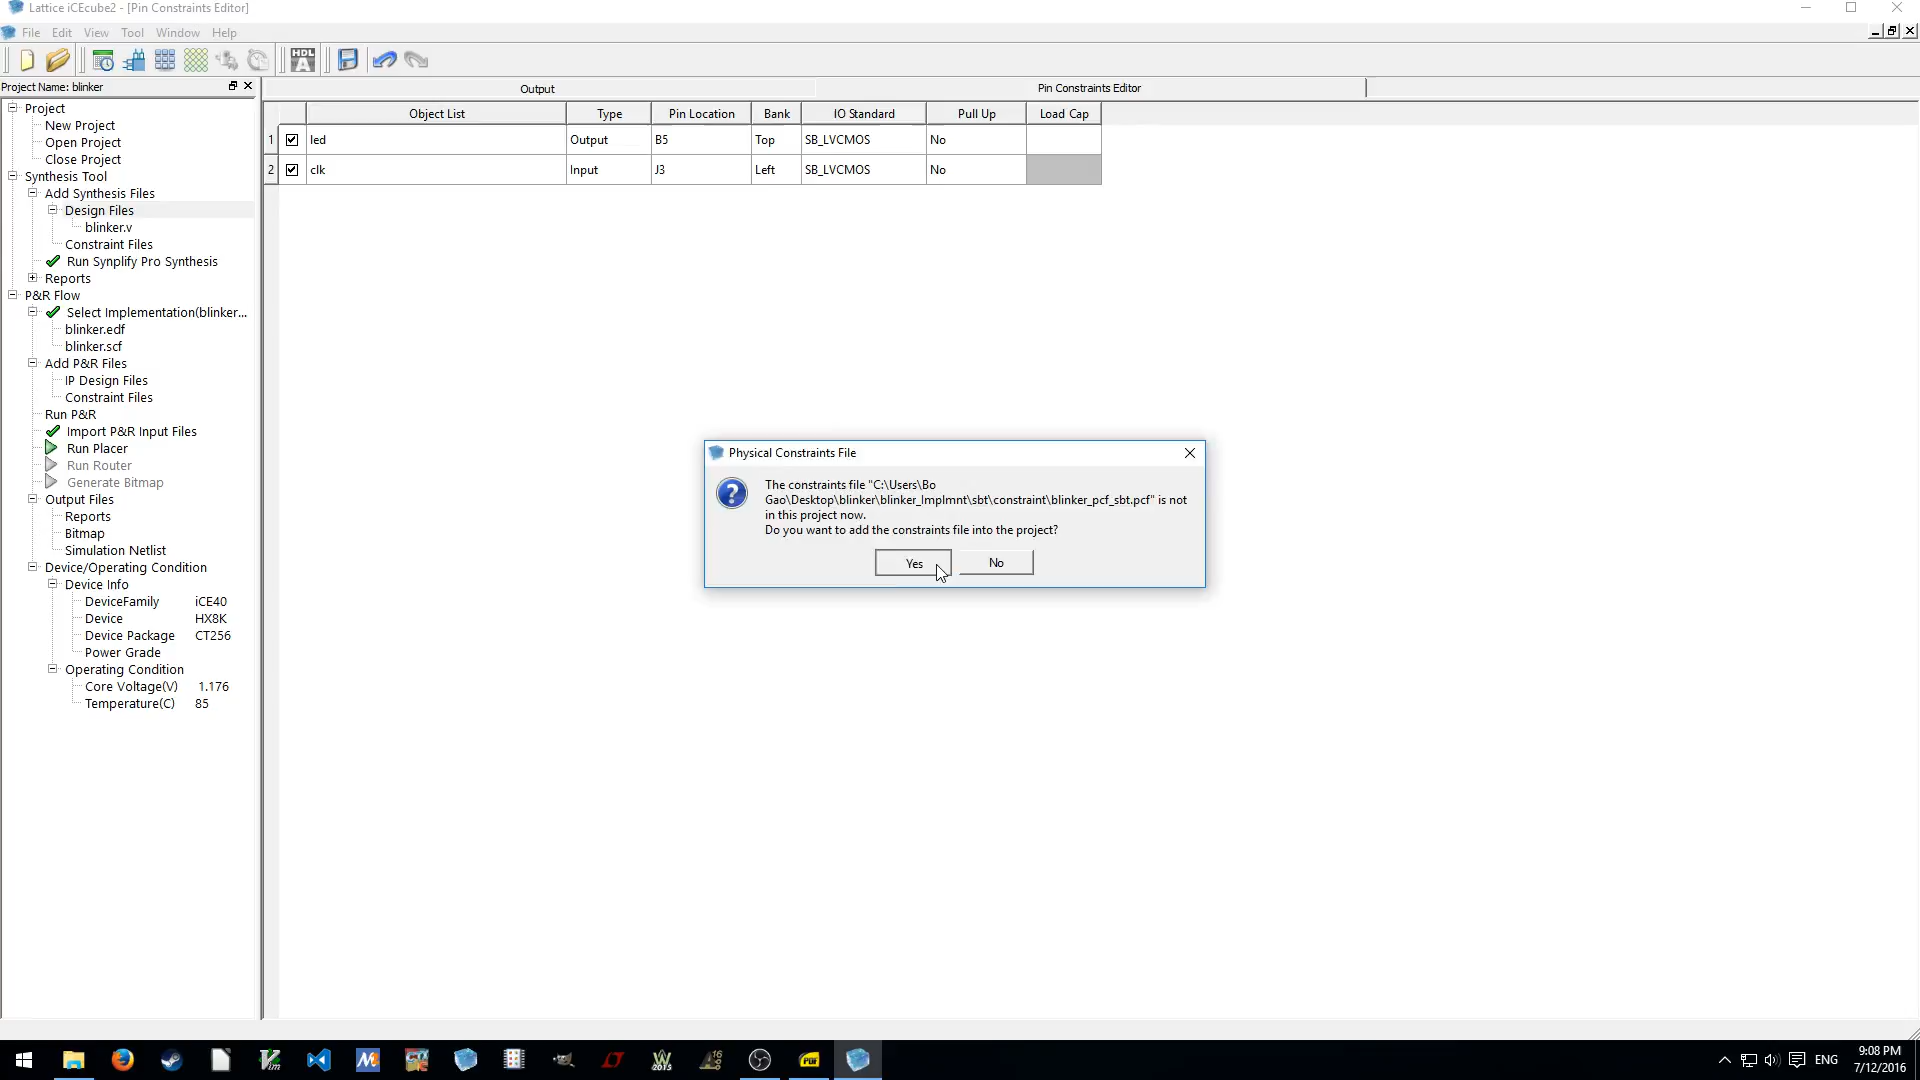 Lattice iCEcube2 - [Pin Constraints Editor]
File Edit View Tool Window Help
HDL
Project Name: blinker
Output
Pin Constraints Editor
Object List Type Pin Location Bank IO Standard Pull Up Load Cap
1 led Output B5 Top SB_LVCMOS No
2 clk Input J3 Left SB_LVCMOS No
Project
New Project
Open Project
Close Project
Synthesis Tool
Add Synthesis Files
Design Files
blinker.v
Constraint Files
Run Synplify Pro Synthesis
Reports
P&R Flow
Select Implementation(blinker...
blinker.edf
blinker.scf
Add P&R Files
IP Design Files
Constraint Files
Run P&R
Import P&R Input Files
Run Placer
Run Router
Generate Bitmap
Output Files
Reports
Bitmap
Simulation Netlist
Device/Operating Condition
Device Info
DeviceFamily iCE40
Device HX8K
Device Package CT256
Power Grade
Operating Condition
Core Voltage(V) 1.176
Temperature(C) 85
Physical Constraints File
The constraints file "C:\Users\Bo
Gao\Desktop\blinker\blinker_Implmnt\sbt\constraint\blinker_pcf_sbt.pcf" is not
in this project now.
Do you want to add the constraints file into the project?
Yes No
ENG
9:08 PM
7/12/2016